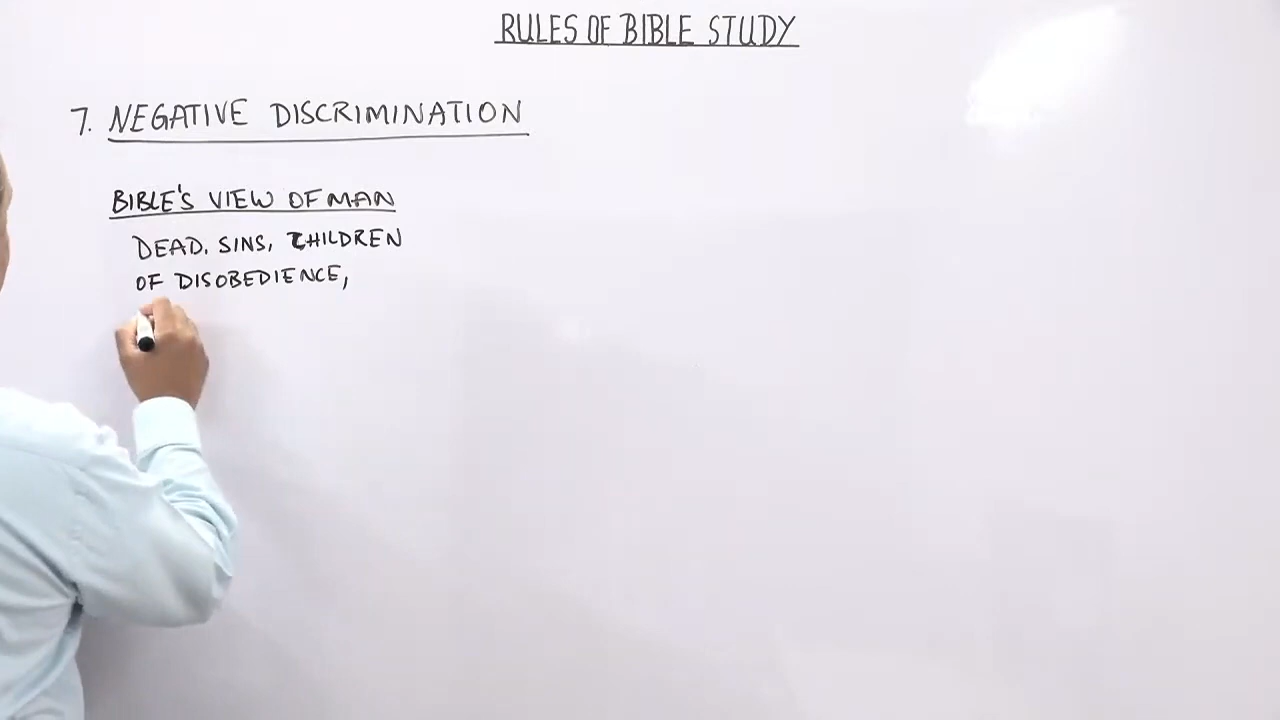 RULES OF BIBLE STUDY
7. NEGATIVE DISCRIMINATION
BIBLE'S VIEW OF MAN
DEAD. SINS, CHILDREN
OF DISOBEDIENCE,